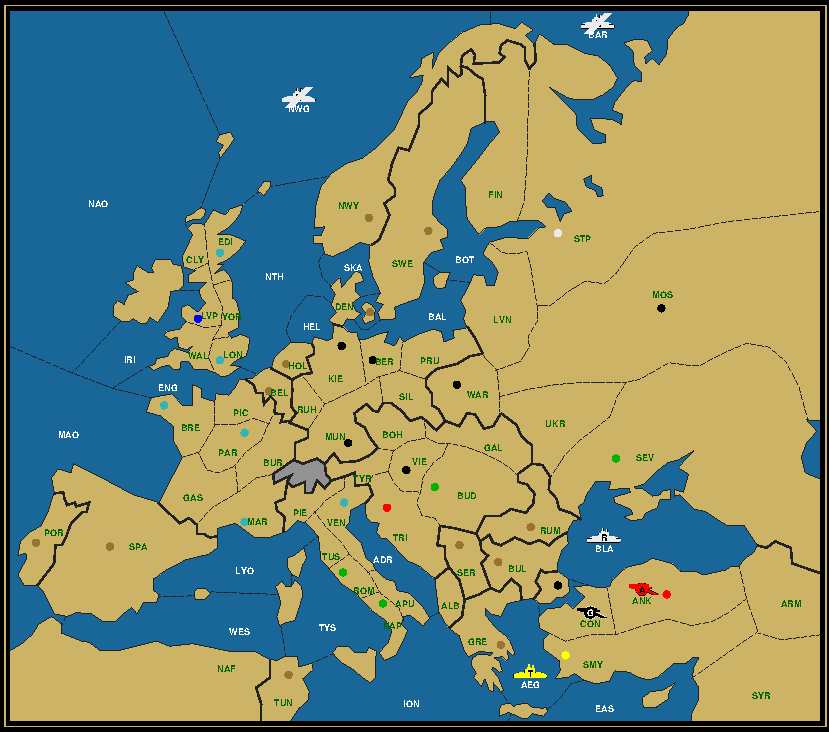 BAR
NWG
NAO
FIN
NWY
STP
EDI
SWE
CLY
BOT
SKA
NTH
MOS
DEN
LVP
YOR
BAL
LVN
HEL
IRI
WAL
LON
BER
PRU
HOL
KIE
ENG
BEL
WAR
SIL
RUH
PIC
BRE
UKR
MAO
MUN
BOH
GAL
PAR
SEV
BUR
VIE
TYR
BUD
GAS
PIE
MAR
VEN
RUM
POR
TRI
SPA
R
BLA
TUS
ADR
BUL
LYO
SER
A
ROM
ANK
APU
ALB
ARM
G
CON
NAP
WES
TYS
GRE
NAF
SMY
T
AEG
SYR
TUN
ION
EAS